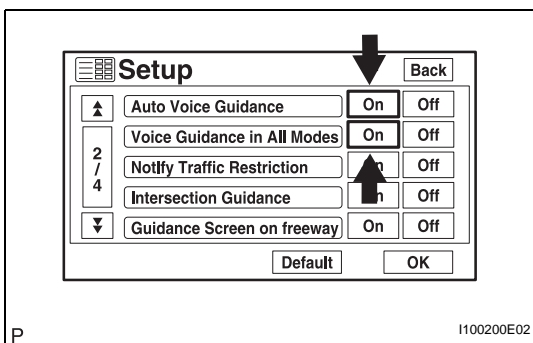 Setup Back
Auto Voice Guidance On Off
Voice Guidance in All Modes On Off
2
/
4
Notify Traffic Restriction Off
Intersection Guidance Off
Guidance Screen on freeway On Off
Default OK
P I100200E02